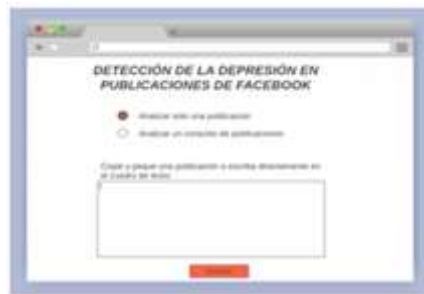 DETECCIÓN DE LA DEPRESIÓN EN
PUBLICACIONES DE FACEBOOK
Analizar solo una publicación
Analizar un conjunto de publicaciones
Copie y pegue una publicación o escriba directamente en
el cuadro de texto